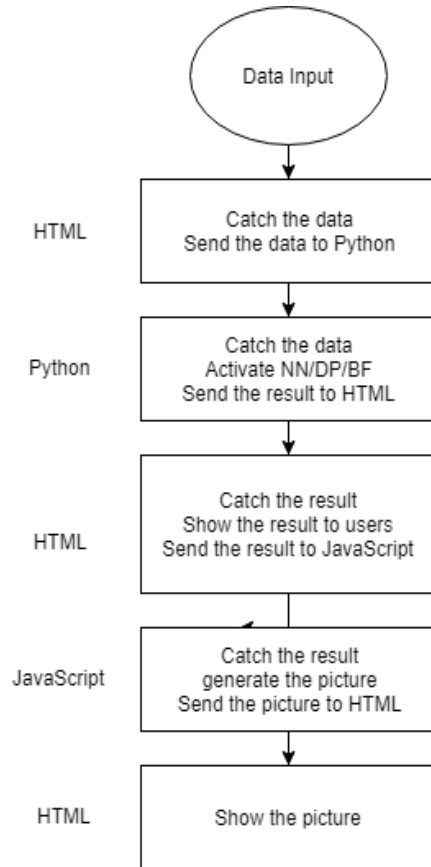 Data Input
HTML
Catch the data
Send the data to Python
Python
Catch the data
Activate NN/DP/BF
Send the result to HTML
HTML
Catch the result
Show the result to users
Send the result to JavaScript
JavaScript
Catch the result
generate the picture
Send the picture to HTML
HTML
Show the picture